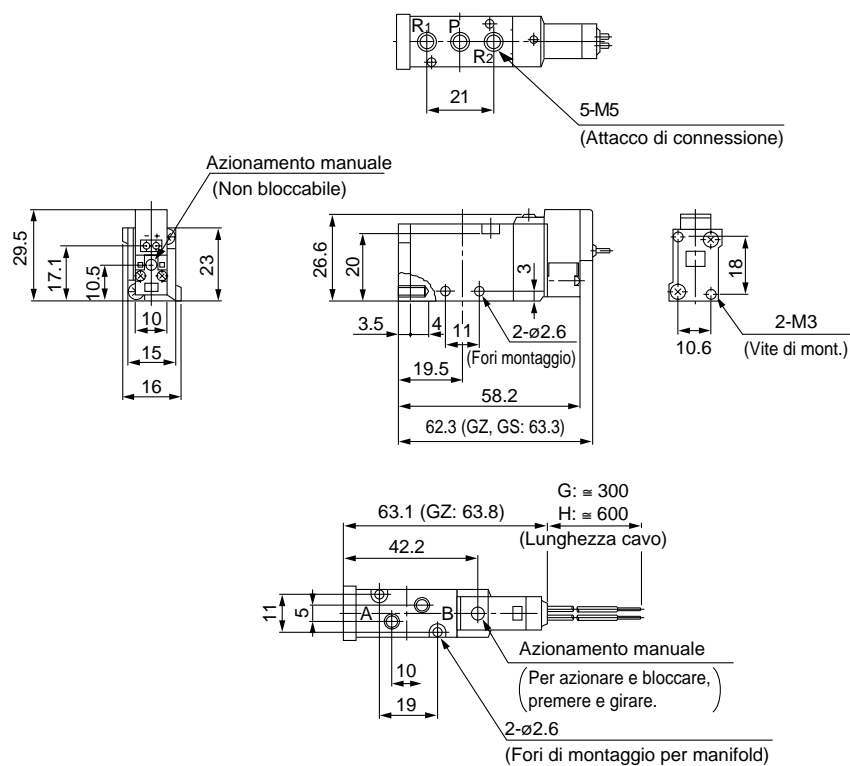 R1
P
R2
21
5-M5
(Attacco di connessione)
Azionamento manuale
(Non bloccabile)
29.5
17.1
10.5
- +
23
10
15
16
26.6
20
3
3.5
4
11
2-ø2.6
(Fori montaggio)
19.5
58.2
62.3 (GZ, GS: 63.3)
18
10.6
2-M3
(Vite di mont.)
G: ≅ 300
H: ≅ 600
(Lunghezza cavo)
63.1 (GZ: 63.8)
42.2
11
5
A
B
10
19
Azionamento manuale
(Per azionare e bloccare,
premere e girare.)
2-ø2.6
(Fori di montaggio per manifold)